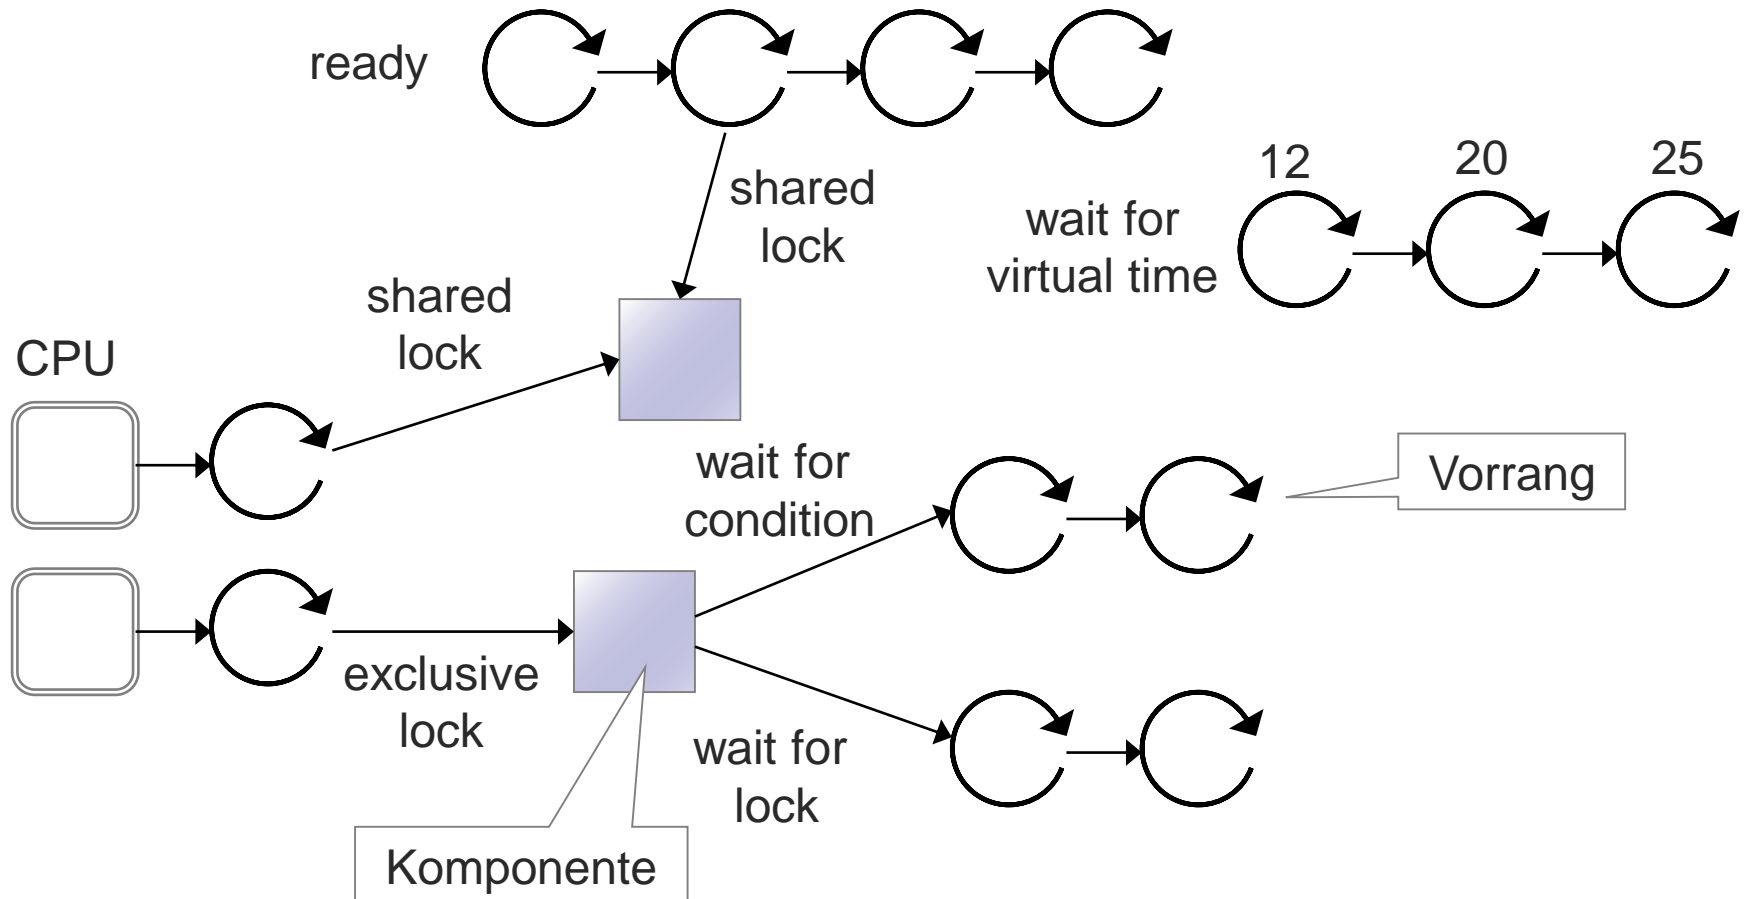 ready
12
20
25
shared
lock
wait for
virtual time
shared
lock
CPU
wait for
condition
Vorrang
exclusive
lock
wait for
lock
Komponente